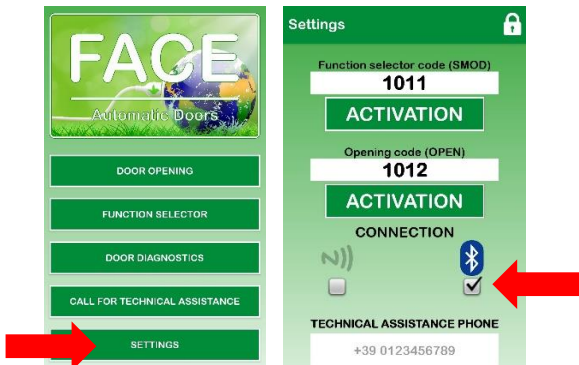 FACE
Automatic Doors
DOOR OPENING
FUNCTION SELECTOR
DOOR DIAGNOSTICS
CALL FOR TECHNICAL ASSISTANCE
SETTINGS
Settings
Function selector code (SMOD)
1011
ACTIVATION
Opening code (OPEN)
1012
ACTIVATION
CONNECTION
TECHNICAL ASSISTANCE PHONE
+39 0123456789